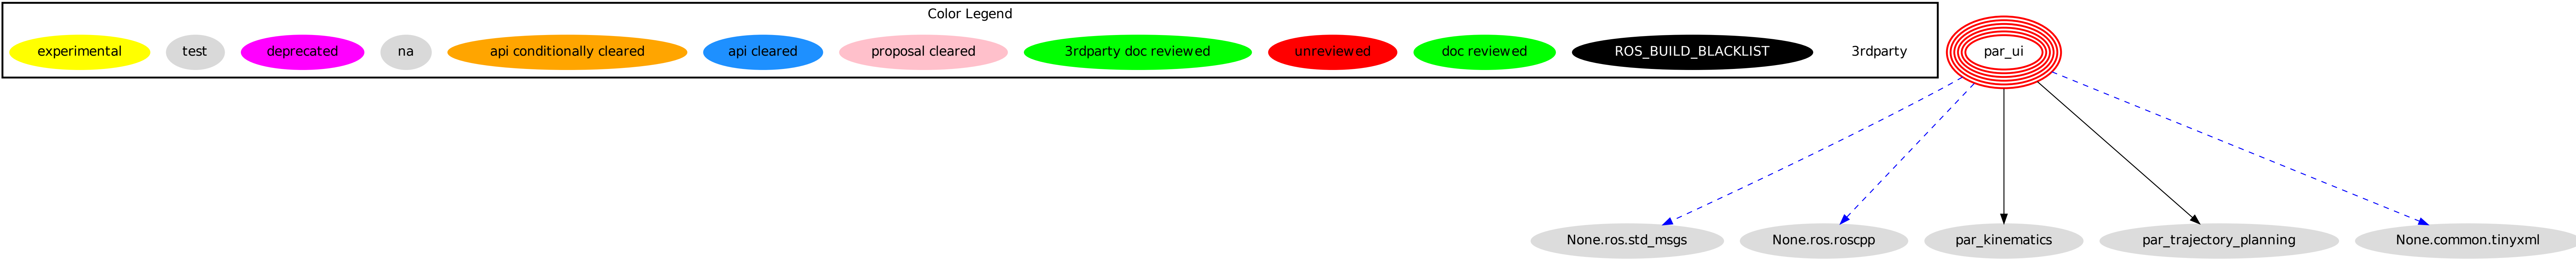 Color Legend
experimental
test
deprecated
na
api conditionally cleared
api cleared
proposal cleared
3rdparty doc reviewed
unreviewed
doc reviewed
ROS_BUILD_BLACKLIST
3rdparty
par_ui
None.ros.std_msgs
None.ros.roscpp
par_kinematics
par_trajectory_planning
None.common.tinyxml